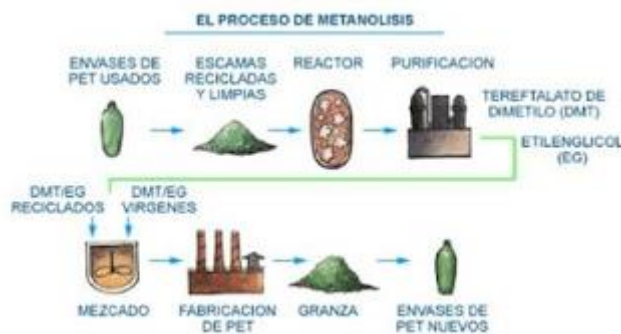 EL PROCESO DE METANOLISIS
ENVASES DE
PET USADOS
ESCAMAS
RECICLADAS
Y LIMPIAS
REACTOR
PURIFICACION
TEREFTALATO DE
DIMETILO (DMT)
ETILENGLICOL
(EG)
DMT/EG
RECICLADOS
DMT/EG
VIRGENES
MEZCADO
FABRICACION
DE PET
GRANZA
ENVASES DE
PET NUEVOS